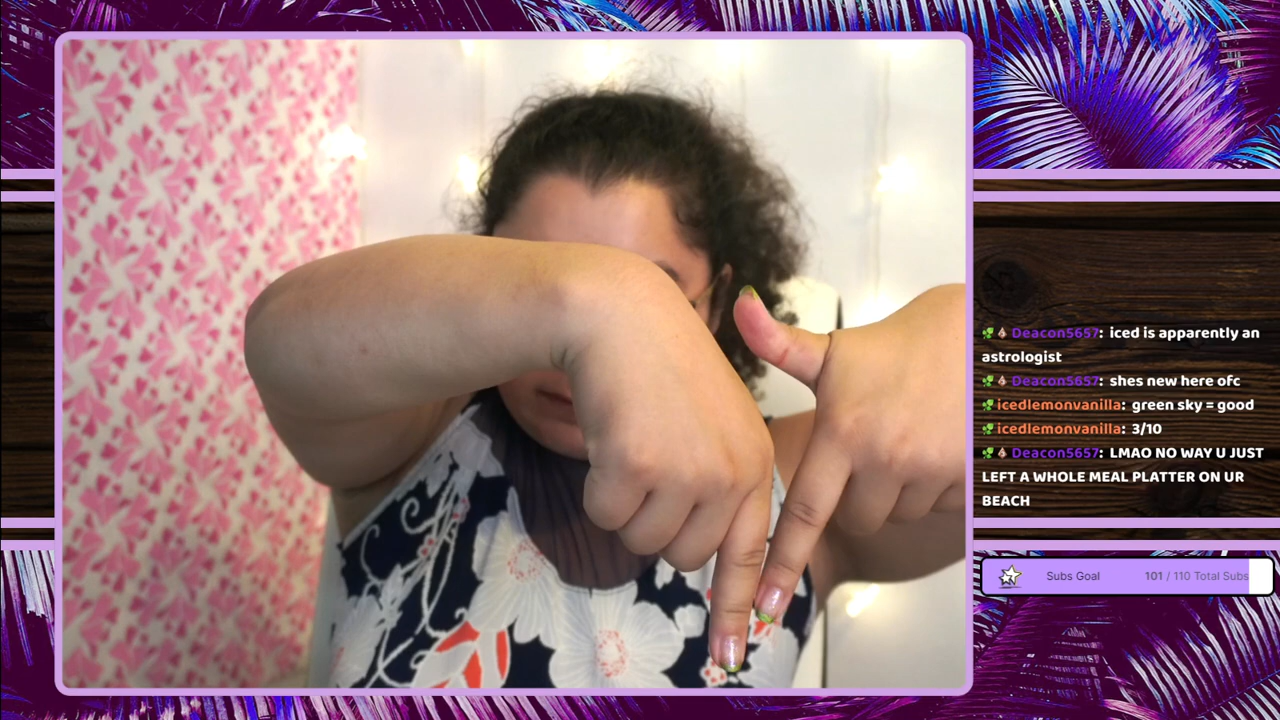 Deacon5657: iced is apparently an
astrologist
Deacon5657: shes new here ofc
icedlemonvanilla: green sky = good
icedlemonvanilla: 3/10
Deacon5657: LMAO NO WAY U JUST
LEFT A WHOLE MEAL PLATTER ON UR
BEACH
Subs Goal 101 / 110 Total Subs